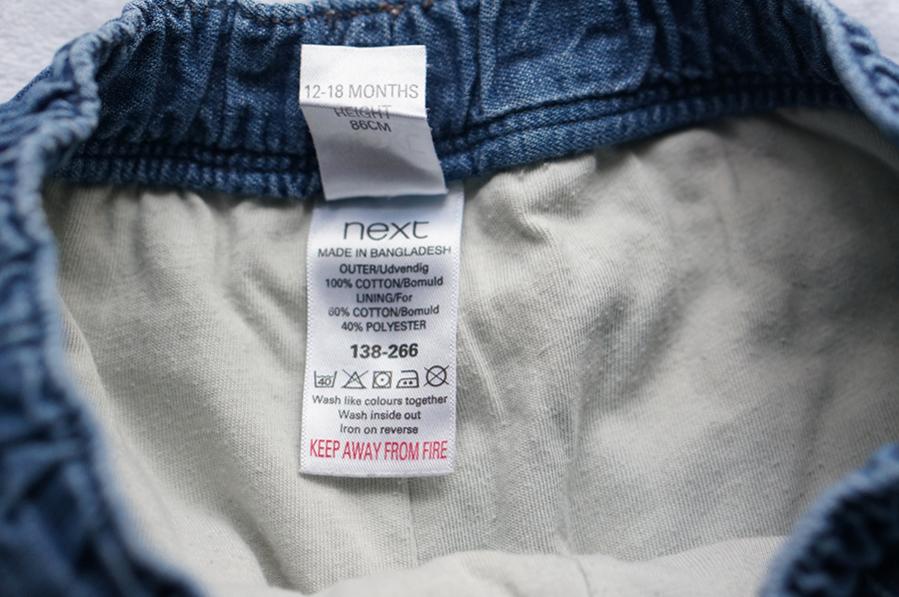 12-18 MONTHS
HEIGHT
86CM
next
MADE IN BANGLADESH
OUTER/Udvendig
100% COTTON/Bomuld
LINING/For
60% COTTON/Bomuld
40% POLYESTER
138-266
40
Wash like colours together
Wash inside out
Iron on reverse
KEEP AWAY FROM FIRE